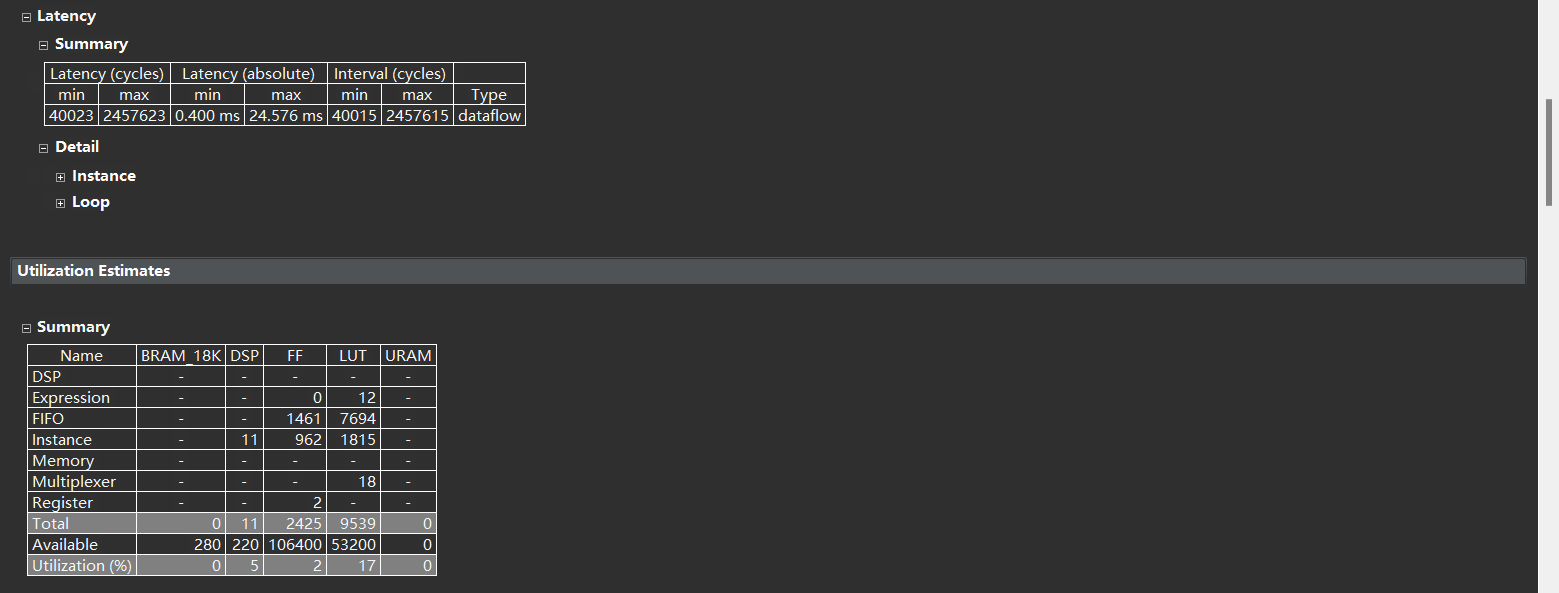 Latency
Summary
Latency (cycles) Latency (absolute) Interval (cycles)
min max min max min max Type
40023 2457623 0.400 ms 24.576 ms 40015 2457615 dataflow
Detail
Instance
Loop
Utilization Estimates
Summary
Name BRAM_18K DSP FF LUT URAM
DSP - - - - -
Expression - - 0 12 -
FIFO - - 1461 7694 -
Instance - 11 962 1815 -
Memory - - - - -
Multiplexer - - - 18 -
Register - - 2 - -
Total 0 11 2425 9539 0
Available 280 220 106400 53200 0
Utilization (%) 0 5 2 17 0